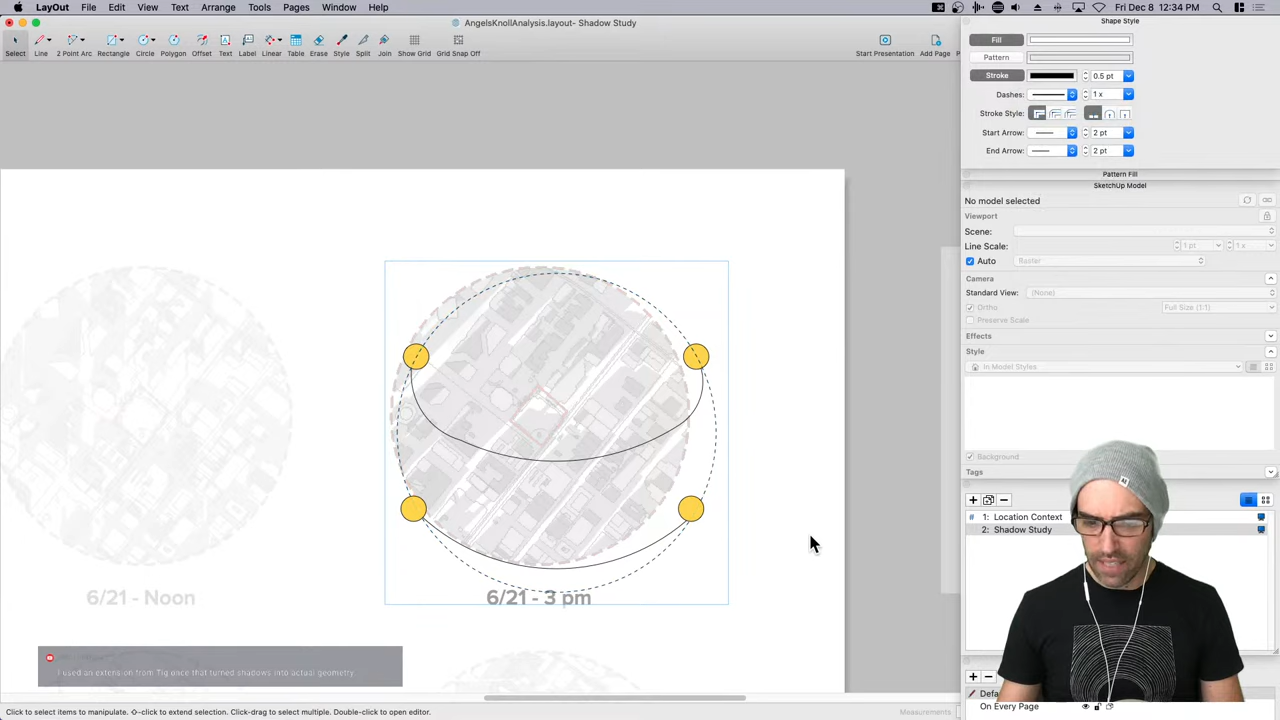 LayOut File Edit View Text Arrange Tools Pages Window Help
Fri Dec 8 12:34 PM
AngelsKnollAnalysis.layout- Shadow Study
Select Line 2 Point Arc Rectangle Circle Polygons Offset Text Label Linear Table Erase Style Split Join Show Grid Grid Snap Off Start Presentation Add Page
Shape Style
Fill
Pattern
Stroke 0.5 pt
Dashes: 1 x
Stroke Style:
Start Arrow: 2 pt
End Arrow: 2 pt
Pattern Fill
SketchUp Model
No model selected
Viewport
Scene:
Line Scale: 1 pt 1 x
Auto Raster
Camera
Standard View: (None)
Ortho Full Size (1:1)
Preserve Scale
Effects
Style
In Model Styles
Background
Tags
# 1: Location Context
2: Shadow Study
6/21 - Noon
6/21 - 3 pm
I used an extension from Tig once that turned shadows into actual geometry
Defa
On Every Page
Click to select items to manipulate. ⇧-click to extend selection. Click-drag to select multiple. Double-click to open editor.
Measurements